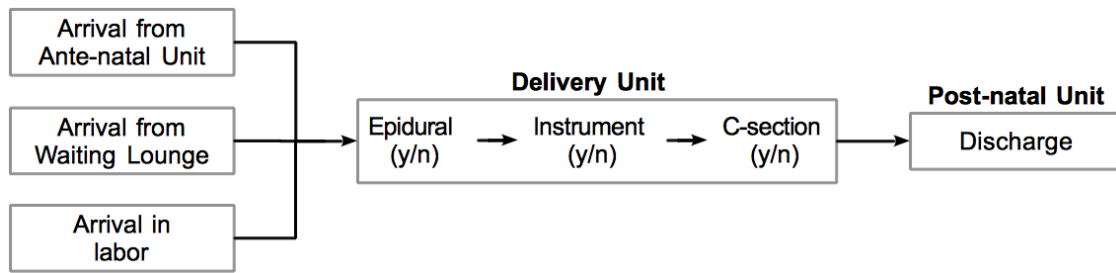 Arrival from
Ante-natal Unit
Arrival from
Waiting Lounge
Arrival in
labor
Delivery Unit
Epidural
(y/n)
Instrument
(y/n)
C-section
(y/n)
Post-natal Unit
Discharge